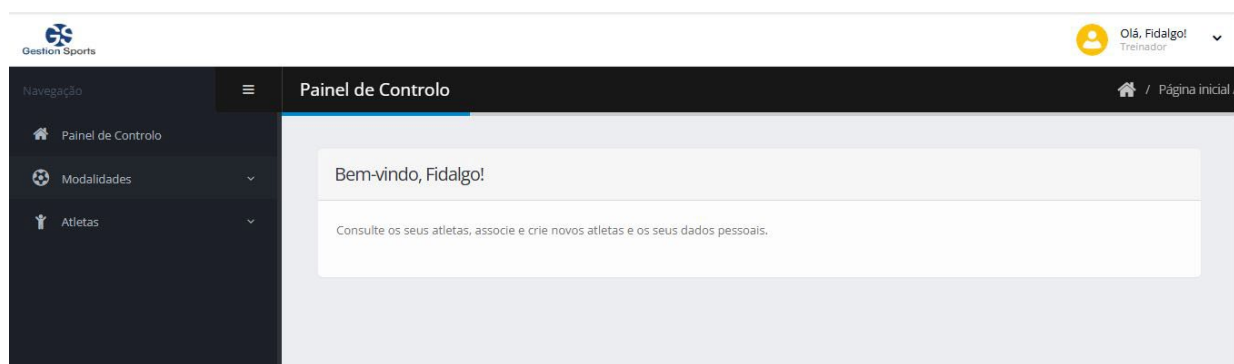 GS
Gestion Sports
Olá, Fidalgo!
Treinador
Navegação
Painel de Controlo
/ Página inicial /
Painel de Controlo
Modalidades
Atletas
Bem-vindo, Fidalgo!
Consulte os seus atletas, associe e crie novos atletas e os seus dados pessoais.